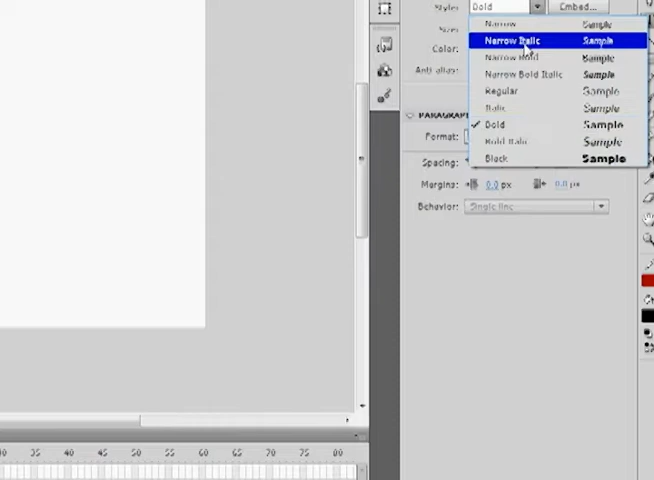 Style: Bold Embed...
Narrow Sample
Size:
Narrow Italic Sample
Color:
Narrow Bold Sample
Anti-alias:
Narrow Bold Italic Sample
Regular Sample
Italic Sample
PARAGRAP
Bold Sample
Format:
Bold Italic Sample
Spacing:
Black Sample
Margins: 0.0 px 0.0 px
Behavior: Single line
30 35 40 45 50 55 60 65 70 75 80